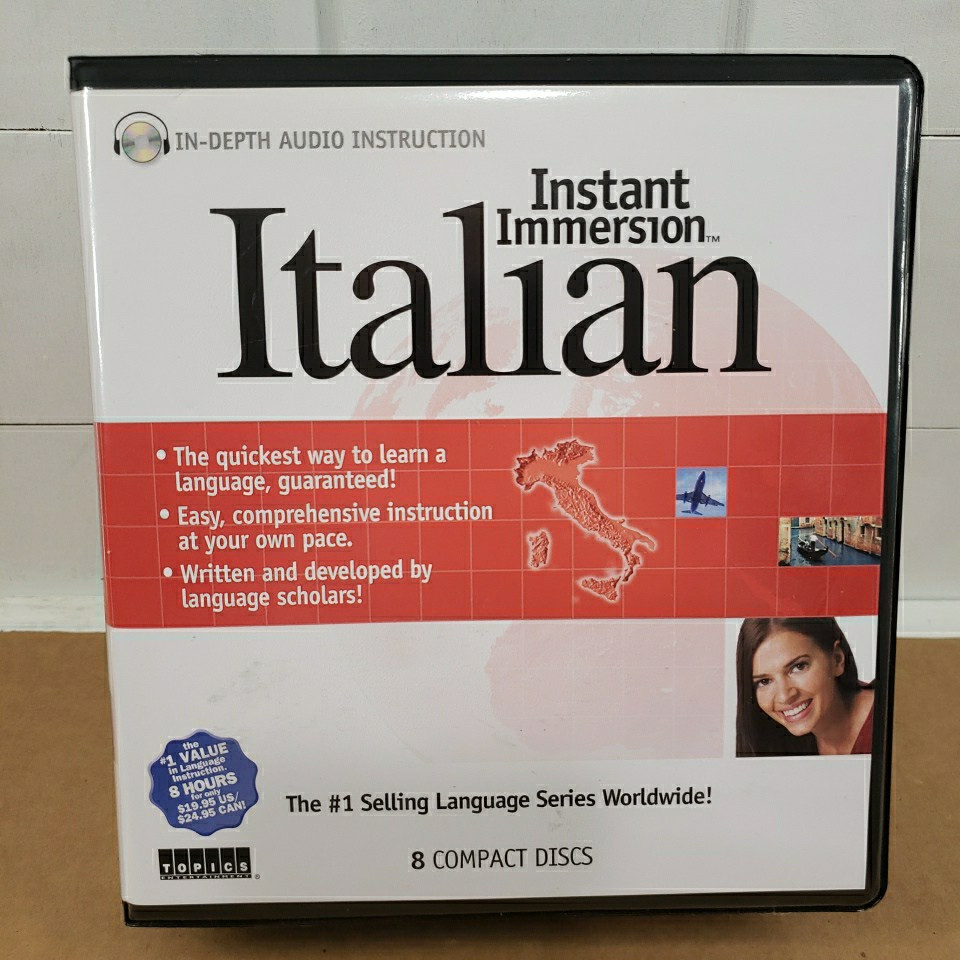 IN-DEPTH AUDIO INSTRUCTION
Instant
Immersion™
Italian
• The quickest way to learn a
language, guaranteed!
• Easy, comprehensive instruction
at your own pace.
• Written and developed by
language scholars!
the
#1 VALUE
in Language
Instruction.
8 HOURS
for only
$19.95 US/
$24.95 CAN!
The #1 Selling Language Series Worldwide!
TOPICS
ENTERTAINMENT®
8 COMPACT DISCS